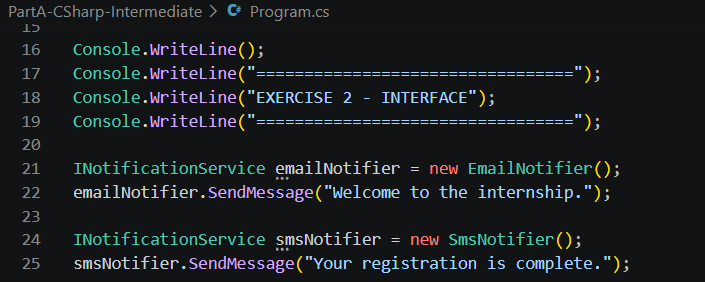 PartA-CSharp-Intermediate > Program.cs
15
16 Console.WriteLine();
17 Console.WriteLine("=================================");
18 Console.WriteLine("EXERCISE 2 - INTERFACE");
19 Console.WriteLine("=================================");
20
21 INotificationService emailNotifier = new EmailNotifier();
22 emailNotifier.SendMessage("Welcome to the internship.");
23
24 INotificationService smsNotifier = new SmsNotifier();
25 smsNotifier.SendMessage("Your registration is complete.");